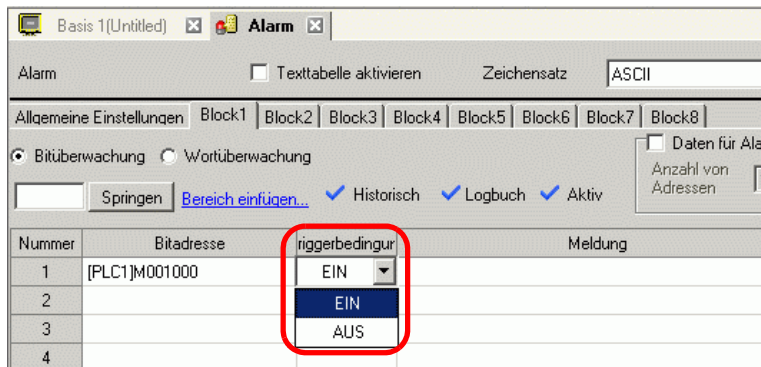 Basis 1(Untitled) Alarm
Alarm Texttabelle aktivieren Zeichensatz ASCII
Allgemeine Einstellungen Block1 Block2 Block3 Block4 Block5 Block6 Block7 Block8
Daten für Ala
Bitüberwachung Wortüberwachung
Anzahl von
Adressen
Springen Bereich einfügen... Historisch Logbuch Aktiv
Nummer Bitadresse riggerbedingur Meldung
1 [PLC1]M001000 EIN
2 EIN
3 AUS
4